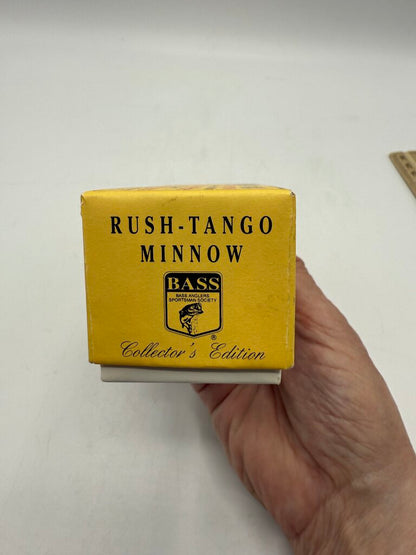 RUSH-TANGO
MINNOW
BASS
BASS ANGLERS
SPORTSMAN SOCIETY
®
Collector's Edition